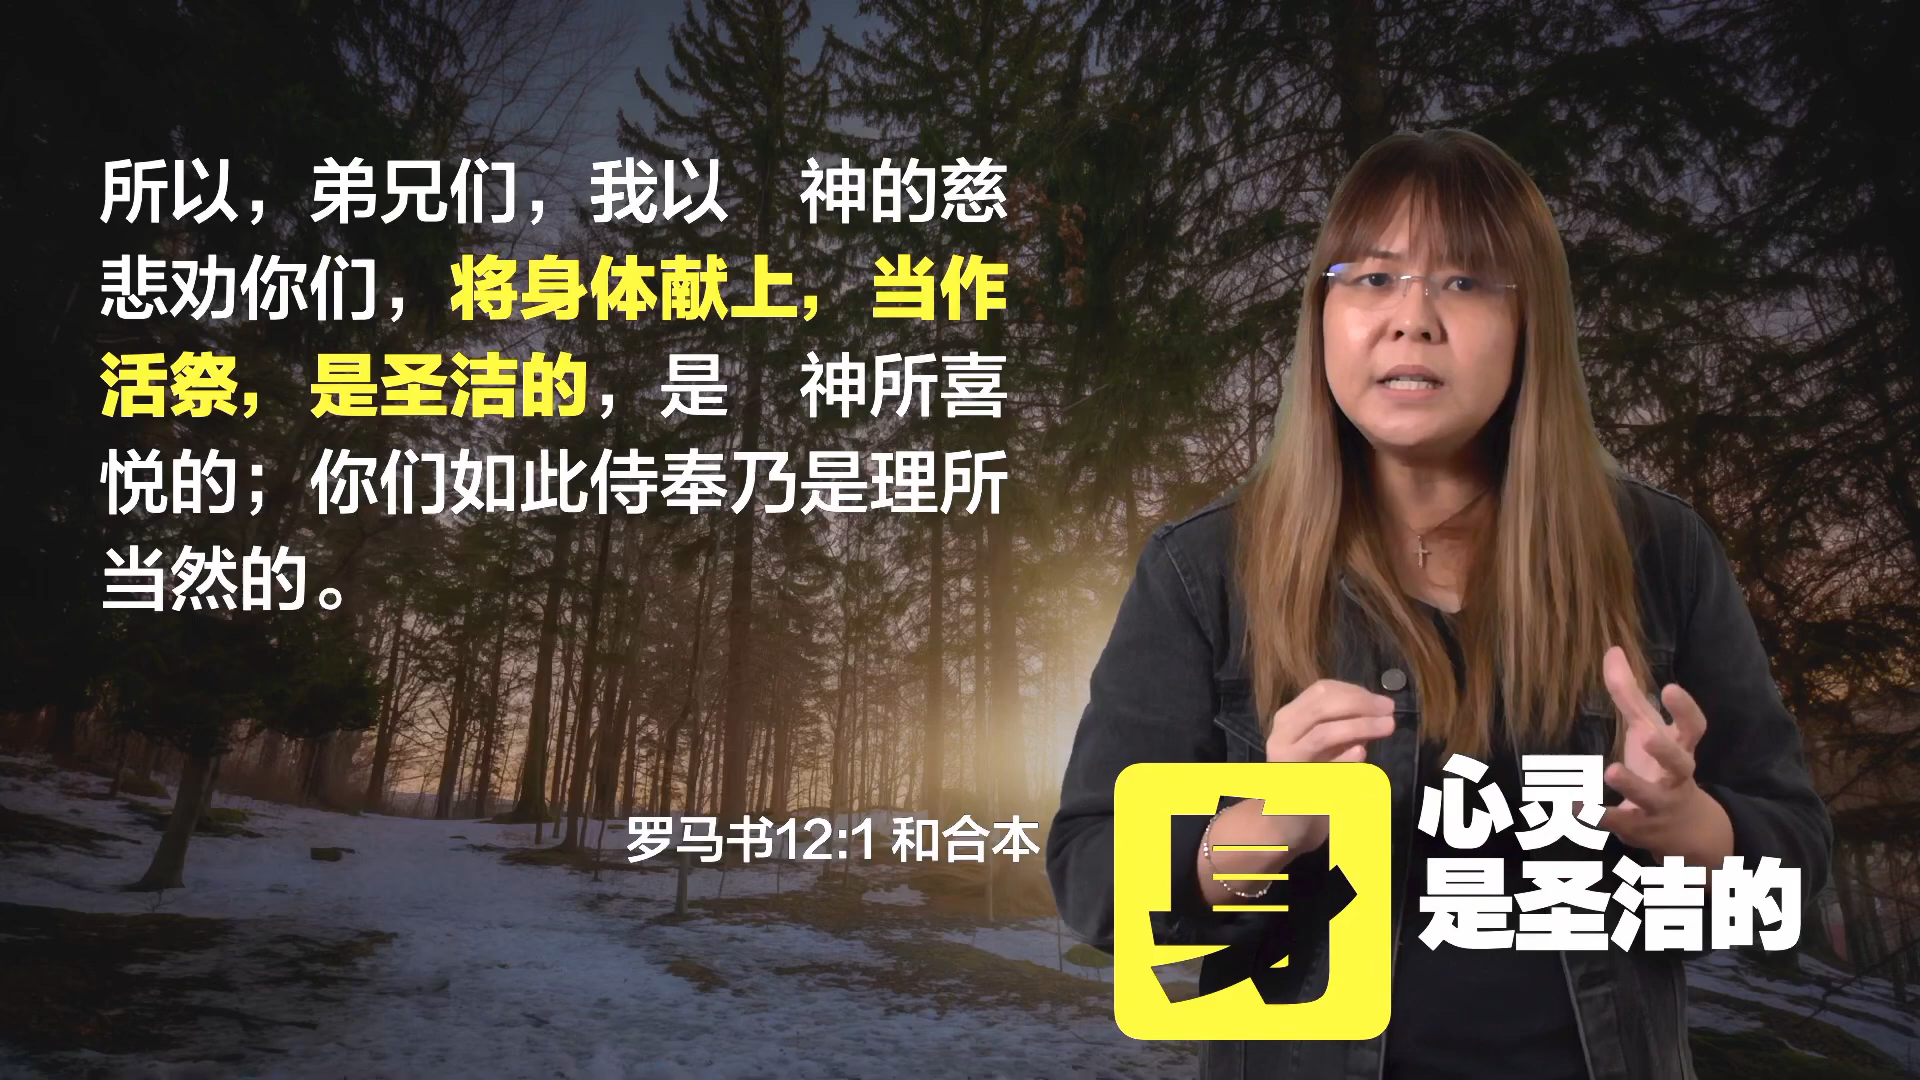 所以，弟兄们，我以　神的慈
悲劝你们，将身体献上，当作
活祭，是圣洁的，是　神所喜
悦的；你们如此侍奉乃是理所
当然的。
罗马书12:1 和合本
身
心灵
是圣洁的